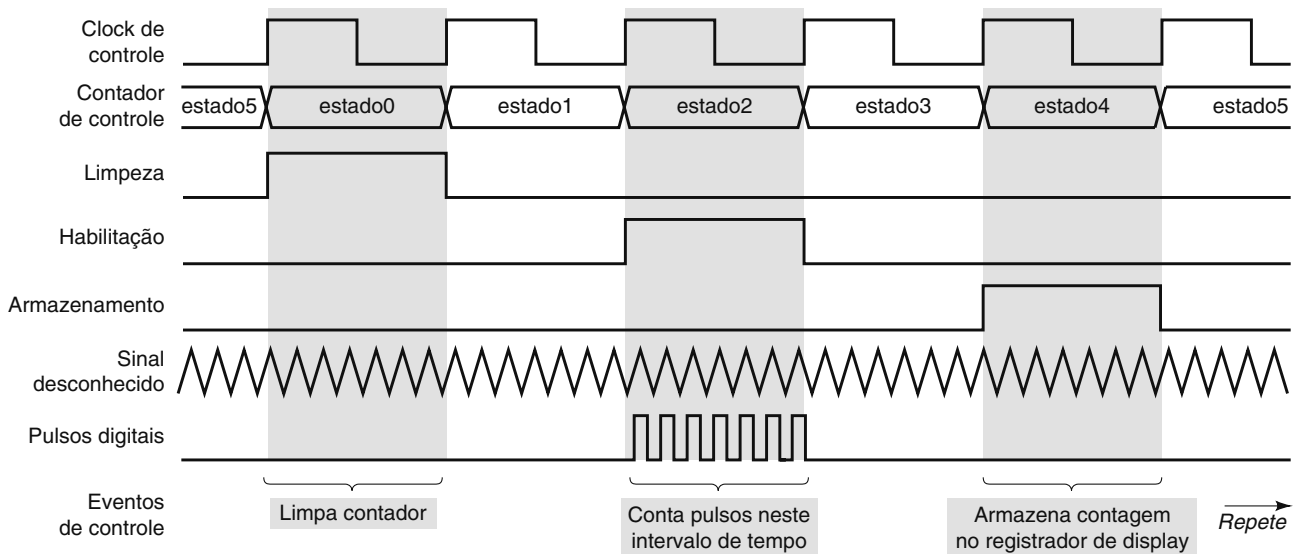 Clock de
controle
Contador
de controle
estado5
estado0
estado1
estado2
estado3
estado4
estado5
Limpeza
Habilitação
Armazenamento
Sinal
desconhecido
Pulsos digitais
Eventos
de controle
Limpa contador
Conta pulsos neste
intervalo de tempo
Armazena contagem
no registrador de display
Repete